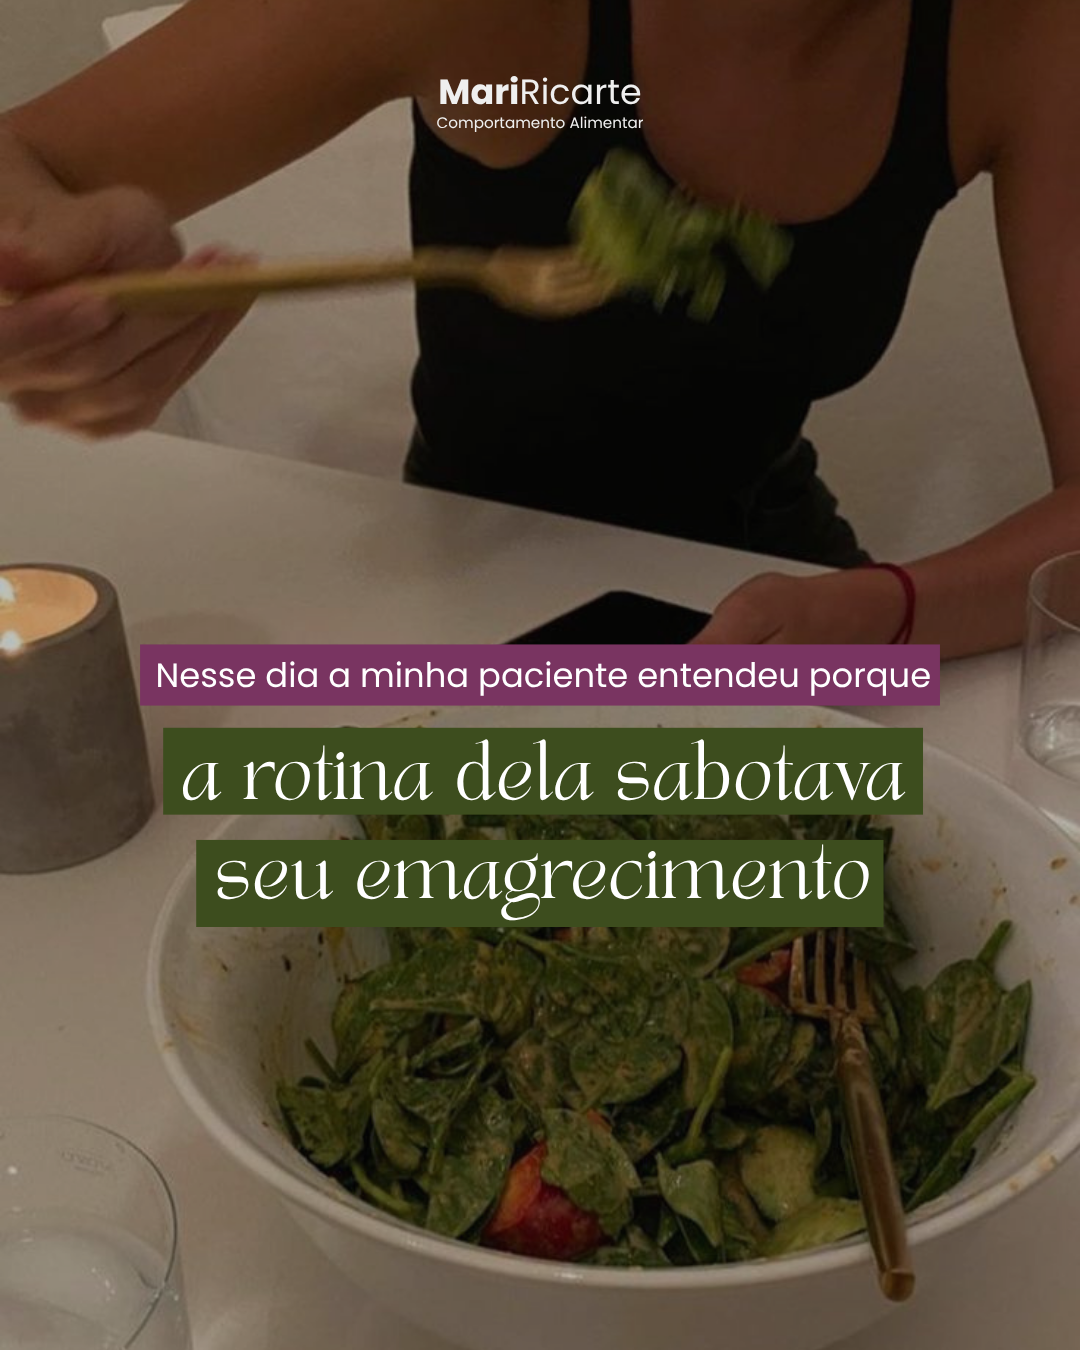 MariRicarte
Comportamento Alimentar
Nesse dia a minha paciente entendeu porque
a rotina dela sabotava
seu emagrecimento